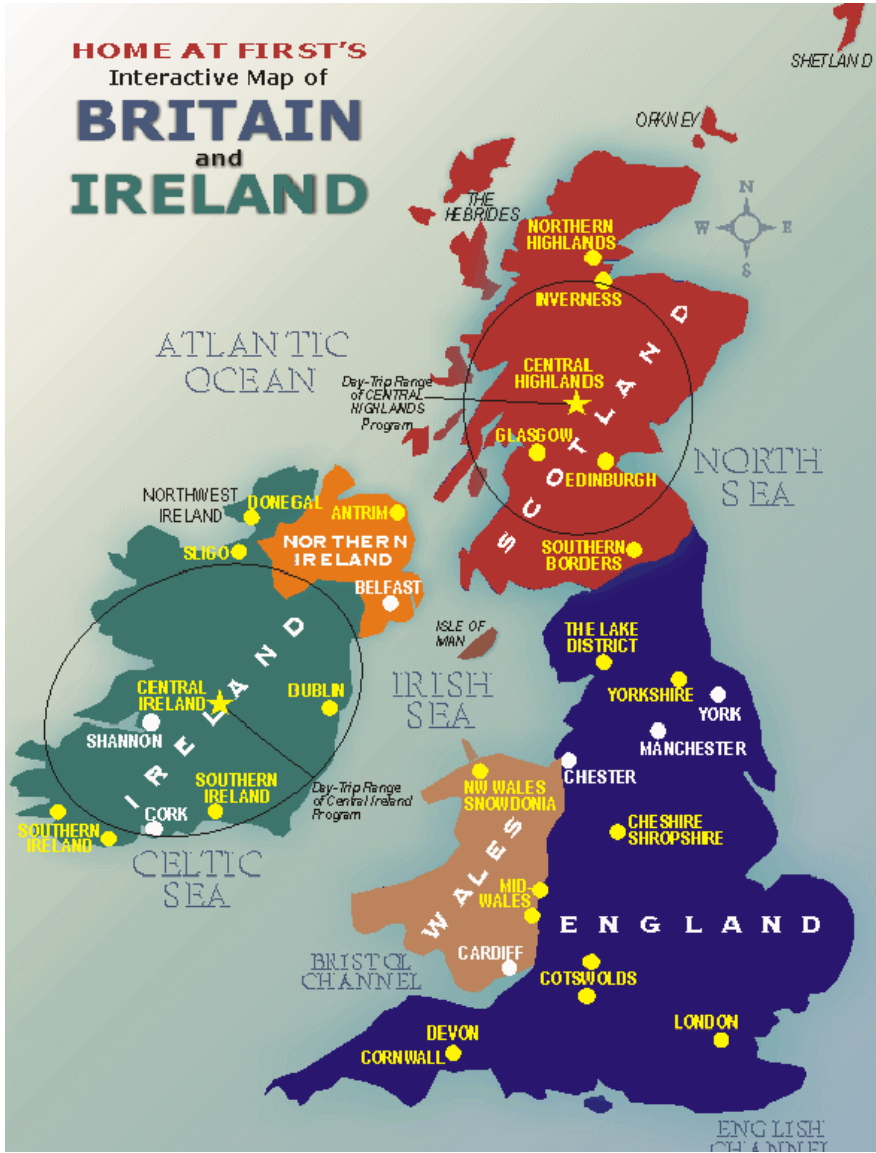 HOME AT FIRST'S
Interactive Map of
BRITAIN
and
IRELAND
SHETLAND
ORKNEY
THE
HEBRIDES
N
W
E
S
NORTHERN
HIGHLANDS
INVERNESS
ATLANTIC
OCEAN
CENTRAL
HIGHLANDS
Day-Trip Range
of CENTRAL
HIGHLANDS
Program
SCOTLAND
GLASGOW
EDINBURGH
NORTH
SEA
NORTHWEST
IRELAND
DONEGAL
ANTRIM
SLIGO
NORTHERN
IRELAND
BELFAST
SOUTHERN
BORDERS
ISLE OF
MAN
THE LAKE
DISTRICT
IRISH
SEA
YORKSHIRE
YORK
MANCHESTER
CHESTER
CENTRAL
IRELAND
DUBLIN
SHANNON
IRELAND
SOUTHERN
IRELAND
Day-Trip Range
of Central Ireland
Program
CORK
SOUTHERN
IRELAND
CELTIC
SEA
NW WALES
SNOWDONIA
CHESHIRE
SHROPSHIRE
WALES
MID-
WALES
ENGLAND
CARDIFF
BRISTOL
CHANNEL
COTSWOLDS
LONDON
DEVON
CORNWALL
ENGLISH
CHANNEL